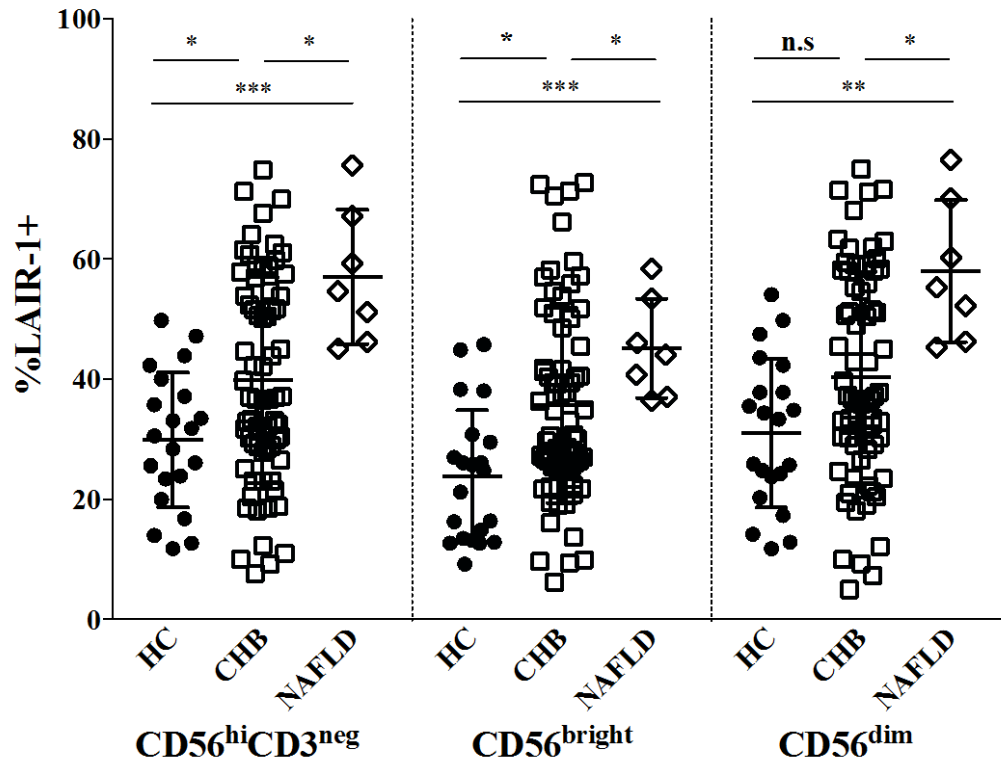 100
80
60
40
20
0
%LAIR-1+
* * * * n.s *
*** *** **
HC CHB NAFLD HC CHB NAFLD HC CHB NAFLD
CD56hiCD3neg CD56bright CD56dim